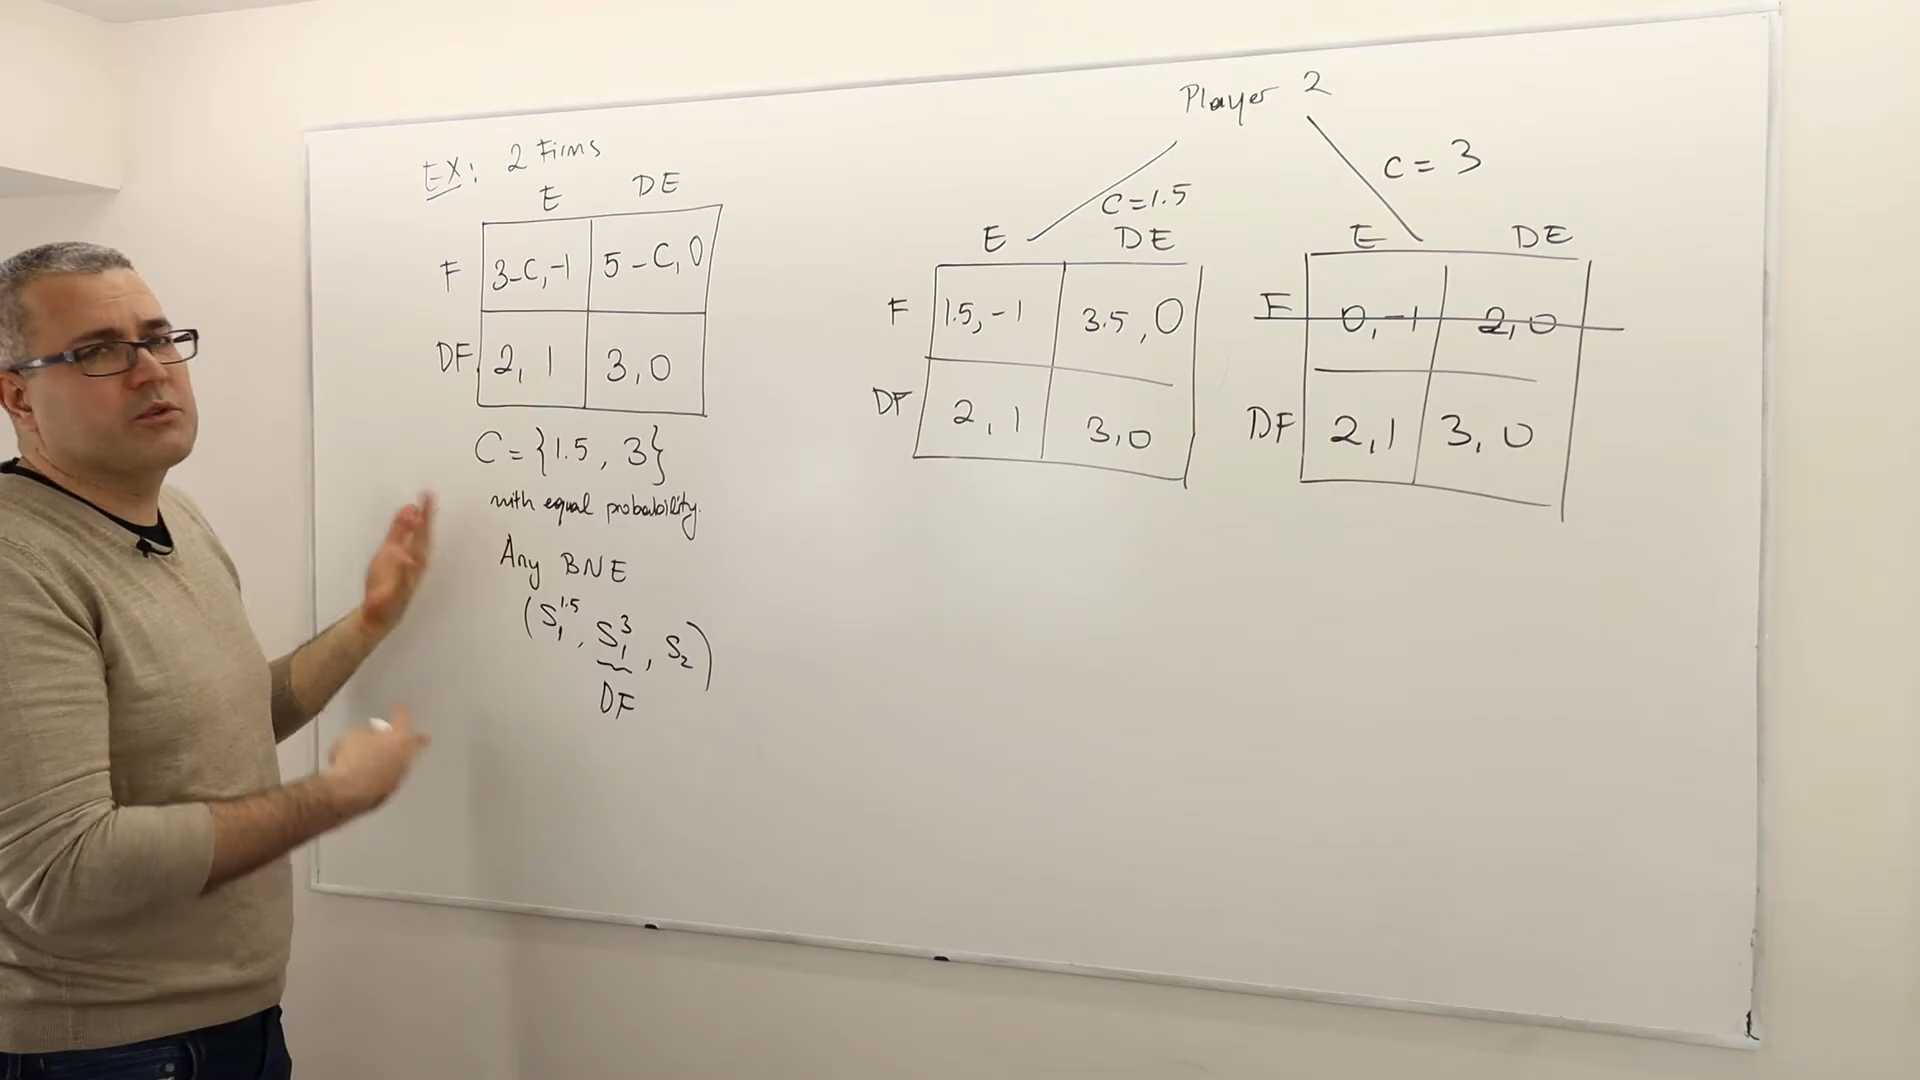 EX: 2 Firms
E DE
F 3-C,-1 5-C,0
DF 2, 1 3, 0
C={1.5, 3}
with equal probability.
Any BNE
(S₁^1.5, S₁^3, S₂)
DF
Player 2
C=1.5
C=3
E DE
F 1.5,-1 3.5,0
DF 2,1 3,0
E DE
F 0,-1 2,0
DF 2,1 3,0